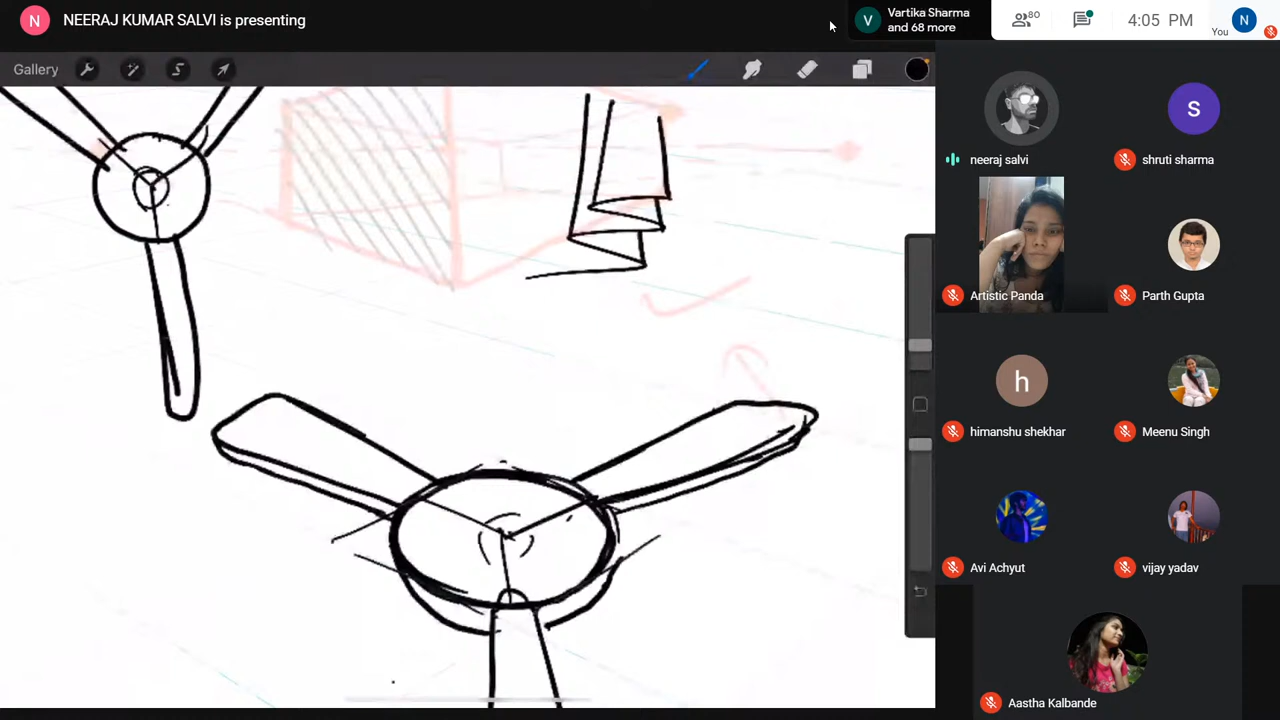 N NEERAJ KUMAR SALVI is presenting
V Vartika Sharma
and 68 more
80
4:05 PM
You
N
Gallery
neeraj salvi
S
shruti sharma
Artistic Panda
Parth Gupta
h
himanshu shekhar
Meenu Singh
Avi Achyut
vijay yadav
Aastha Kalbande